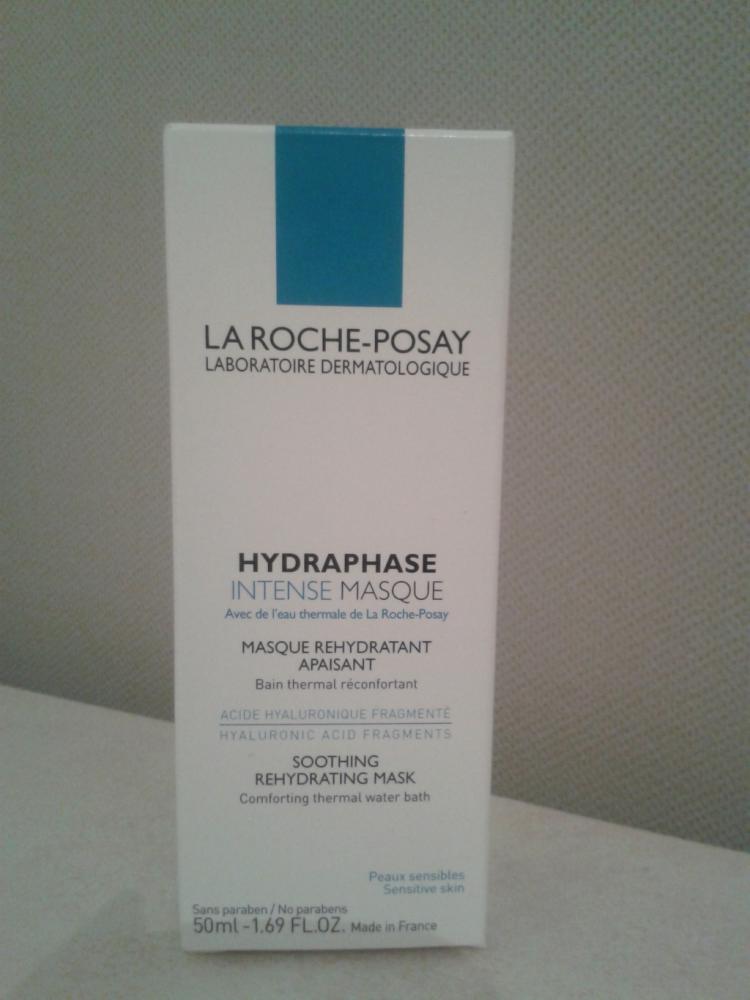 LA ROCHE-POSAY
LABORATOIRE DERMATOLOGIQUE
HYDRAPHASE
INTENSE MASQUE
Avec de l'eau thermale de La Roche-Posay
MASQUE REHYDRATANT
APAISANT
Bain thermal réconfortant
ACIDE HYALURONIQUE FRAGMENTÉ
HYALURONIC ACID FRAGMENTS
SOOTHING
REHYDRATING MASK
Comforting thermal water bath
Peaux sensibles
Sensitive skin
Sans paraben / No parabens
50ml -1.69 FL.OZ. Made in France